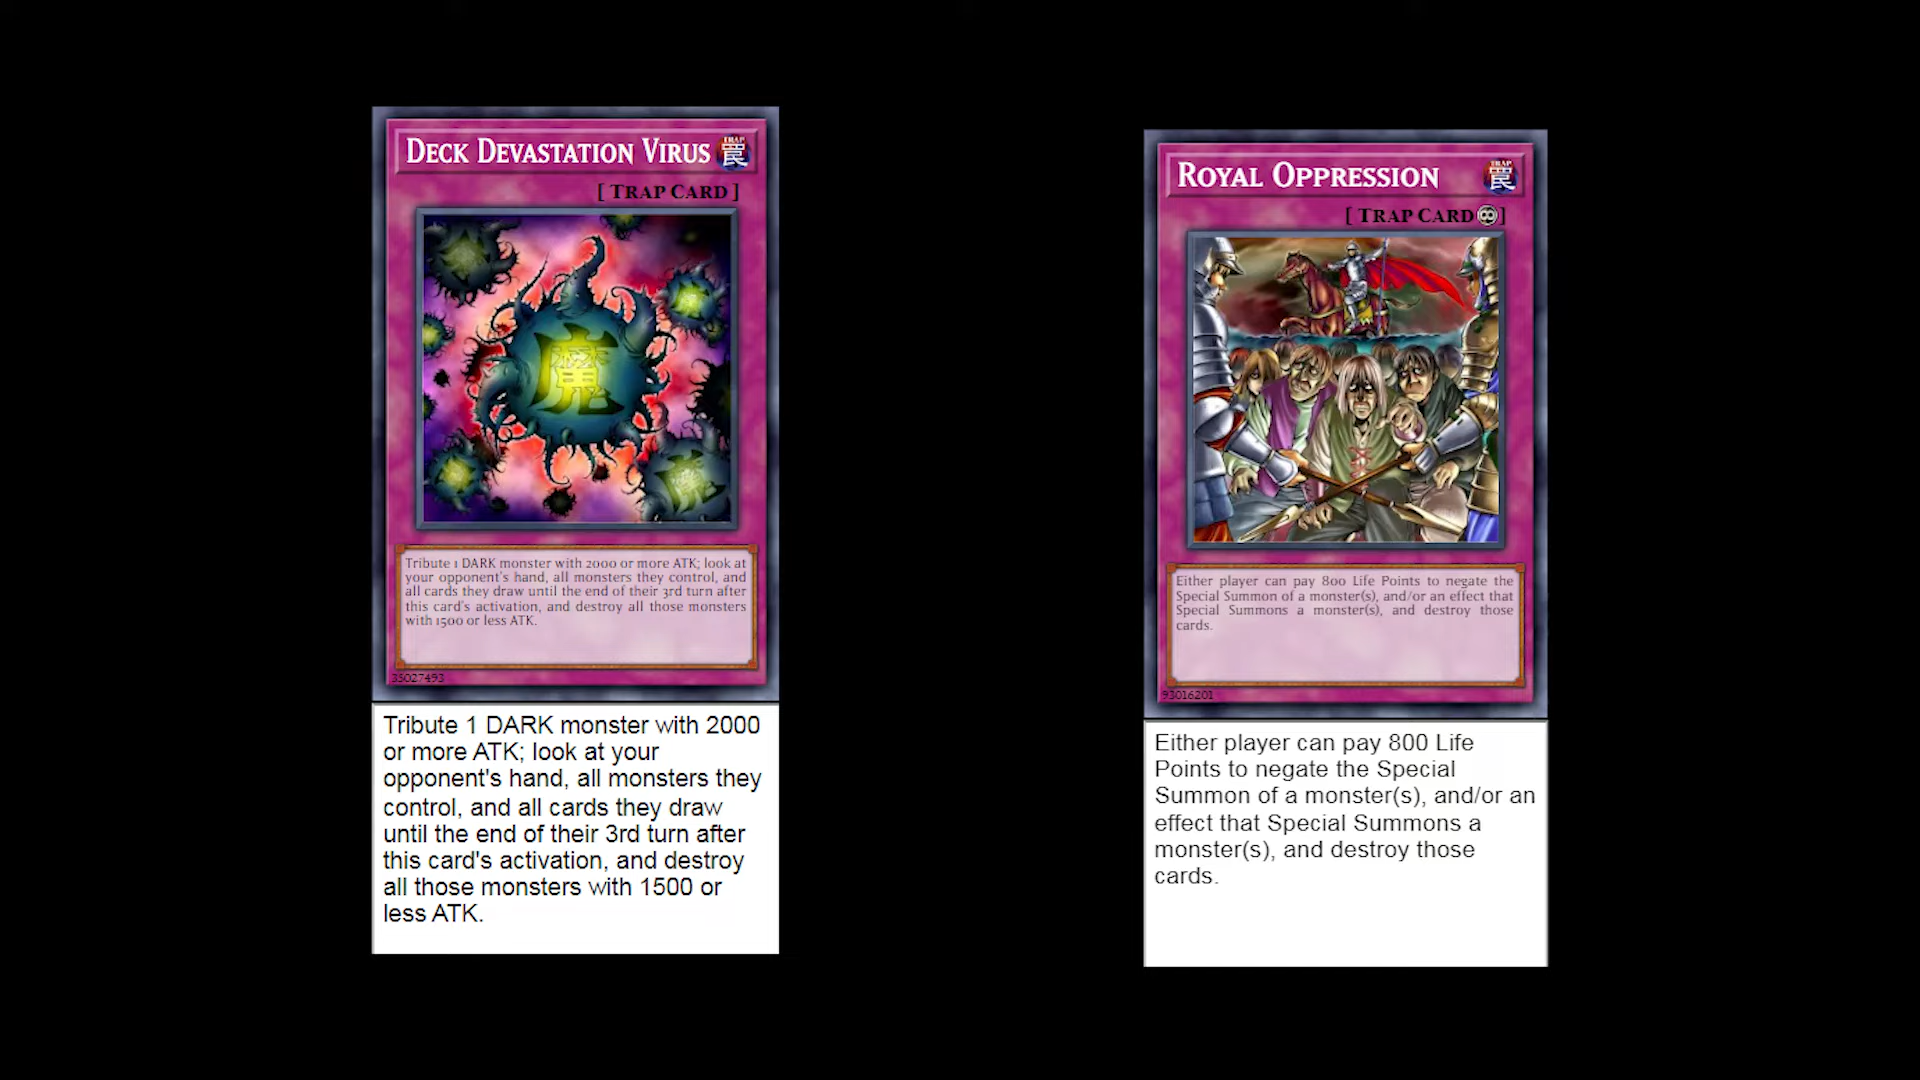 DECK DEVASTATION VIRUS
TRAP
罠
[ TRAP CARD ]
魔
Tribute 1 DARK monster with 2000 or more ATK; look at
your opponent's hand, all monsters they control, and
all cards they draw until the end of their 3rd turn after
this card's activation, and destroy all those monsters
with 1500 or less ATK.
35027493
Tribute 1 DARK monster with 2000
or more ATK; look at your
opponent's hand, all monsters they
control, and all cards they draw
until the end of their 3rd turn after
this card's activation, and destroy
all those monsters with 1500 or
less ATK.
ROYAL OPPRESSION
TRAP
罠
[ TRAP CARD ]
Either player can pay 800 Life Points to negate the
Special Summon of a monster(s), and/or an effect that
Special Summons a monster(s), and destroy those
cards.
93016201
Either player can pay 800 Life
Points to negate the Special
Summon of a monster(s), and/or an
effect that Special Summons a
monster(s), and destroy those
cards.